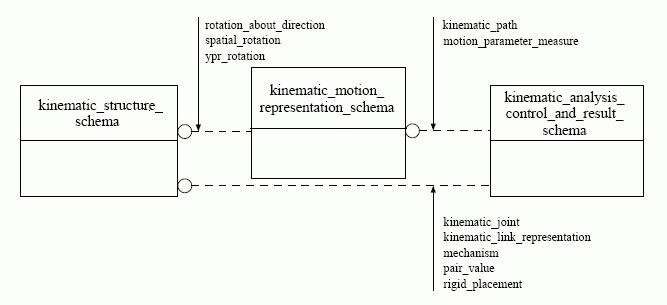 rotation_about_direction
spatial_rotation
ypr_rotation
kinematic_path
motion_parameter_measure
kinematic_structure_
schema
kinematic_motion_
representation_schema
kinematic_analysis_
control_and_result_
schema
kinematic_joint
kinematic_link_representation
mechanism
pair_value
rigid_placement